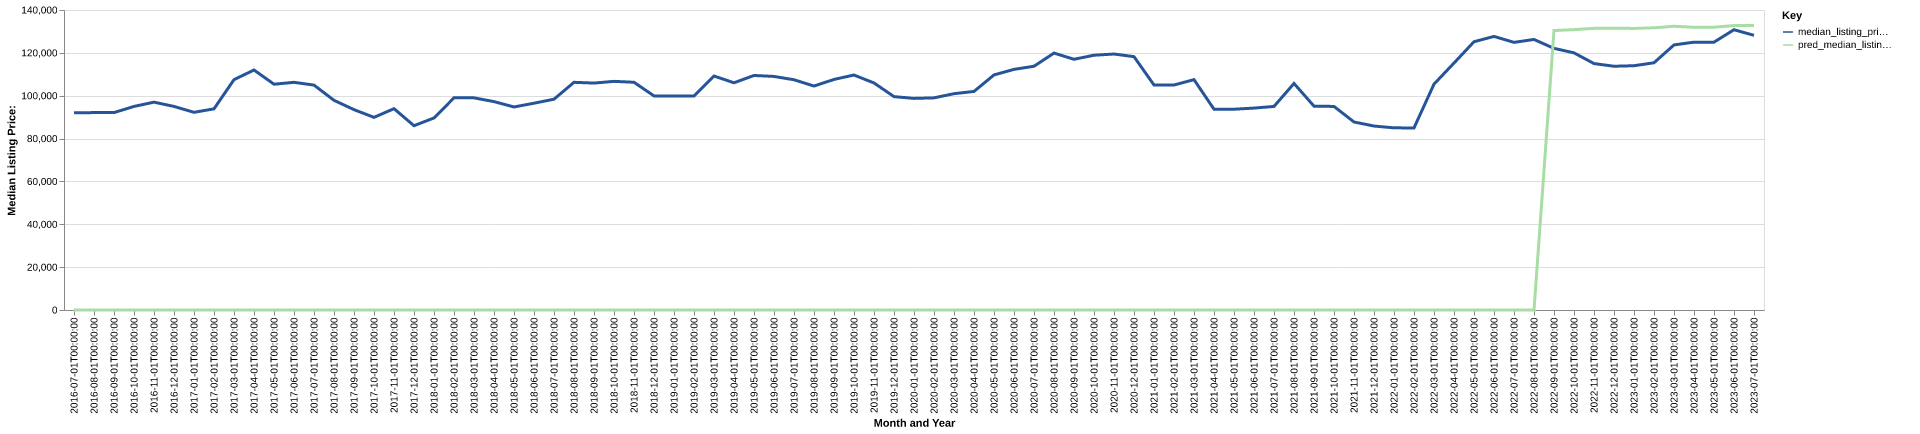 140,000
120,000
100,000
80,000
60,000
40,000
20,000
0
Median Listing Price:
2016-07-01T00:00:00
2016-08-01T00:00:00
2016-09-01T00:00:00
2016-10-01T00:00:00
2016-11-01T00:00:00
2016-12-01T00:00:00
2017-01-01T00:00:00
2017-02-01T00:00:00
2017-03-01T00:00:00
2017-04-01T00:00:00
2017-05-01T00:00:00
2017-06-01T00:00:00
2017-07-01T00:00:00
2017-08-01T00:00:00
2017-09-01T00:00:00
2017-10-01T00:00:00
2017-11-01T00:00:00
2017-12-01T00:00:00
2018-01-01T00:00:00
2018-02-01T00:00:00
2018-03-01T00:00:00
2018-04-01T00:00:00
2018-05-01T00:00:00
2018-06-01T00:00:00
2018-07-01T00:00:00
2018-08-01T00:00:00
2018-09-01T00:00:00
2018-10-01T00:00:00
2018-11-01T00:00:00
2018-12-01T00:00:00
2019-01-01T00:00:00
2019-02-01T00:00:00
2019-03-01T00:00:00
2019-04-01T00:00:00
2019-05-01T00:00:00
2019-06-01T00:00:00
2019-07-01T00:00:00
2019-08-01T00:00:00
2019-09-01T00:00:00
2019-10-01T00:00:00
2019-11-01T00:00:00
2019-12-01T00:00:00
2020-01-01T00:00:00
2020-02-01T00:00:00
2020-03-01T00:00:00
2020-04-01T00:00:00
2020-05-01T00:00:00
2020-06-01T00:00:00
2020-07-01T00:00:00
2020-08-01T00:00:00
2020-09-01T00:00:00
2020-10-01T00:00:00
2020-11-01T00:00:00
2020-12-01T00:00:00
2021-01-01T00:00:00
2021-02-01T00:00:00
2021-03-01T00:00:00
2021-04-01T00:00:00
2021-05-01T00:00:00
2021-06-01T00:00:00
2021-07-01T00:00:00
2021-08-01T00:00:00
2021-09-01T00:00:00
2021-10-01T00:00:00
2021-11-01T00:00:00
2021-12-01T00:00:00
2022-01-01T00:00:00
2022-02-01T00:00:00
2022-03-01T00:00:00
2022-04-01T00:00:00
2022-05-01T00:00:00
2022-06-01T00:00:00
2022-07-01T00:00:00
2022-08-01T00:00:00
2022-09-01T00:00:00
2022-10-01T00:00:00
2022-11-01T00:00:00
2022-12-01T00:00:00
2023-01-01T00:00:00
2023-02-01T00:00:00
2023-03-01T00:00:00
2023-04-01T00:00:00
2023-05-01T00:00:00
2023-06-01T00:00:00
2023-07-01T00:00:00
Month and Year
Key
median_listing_pri…
pred_median_listin…